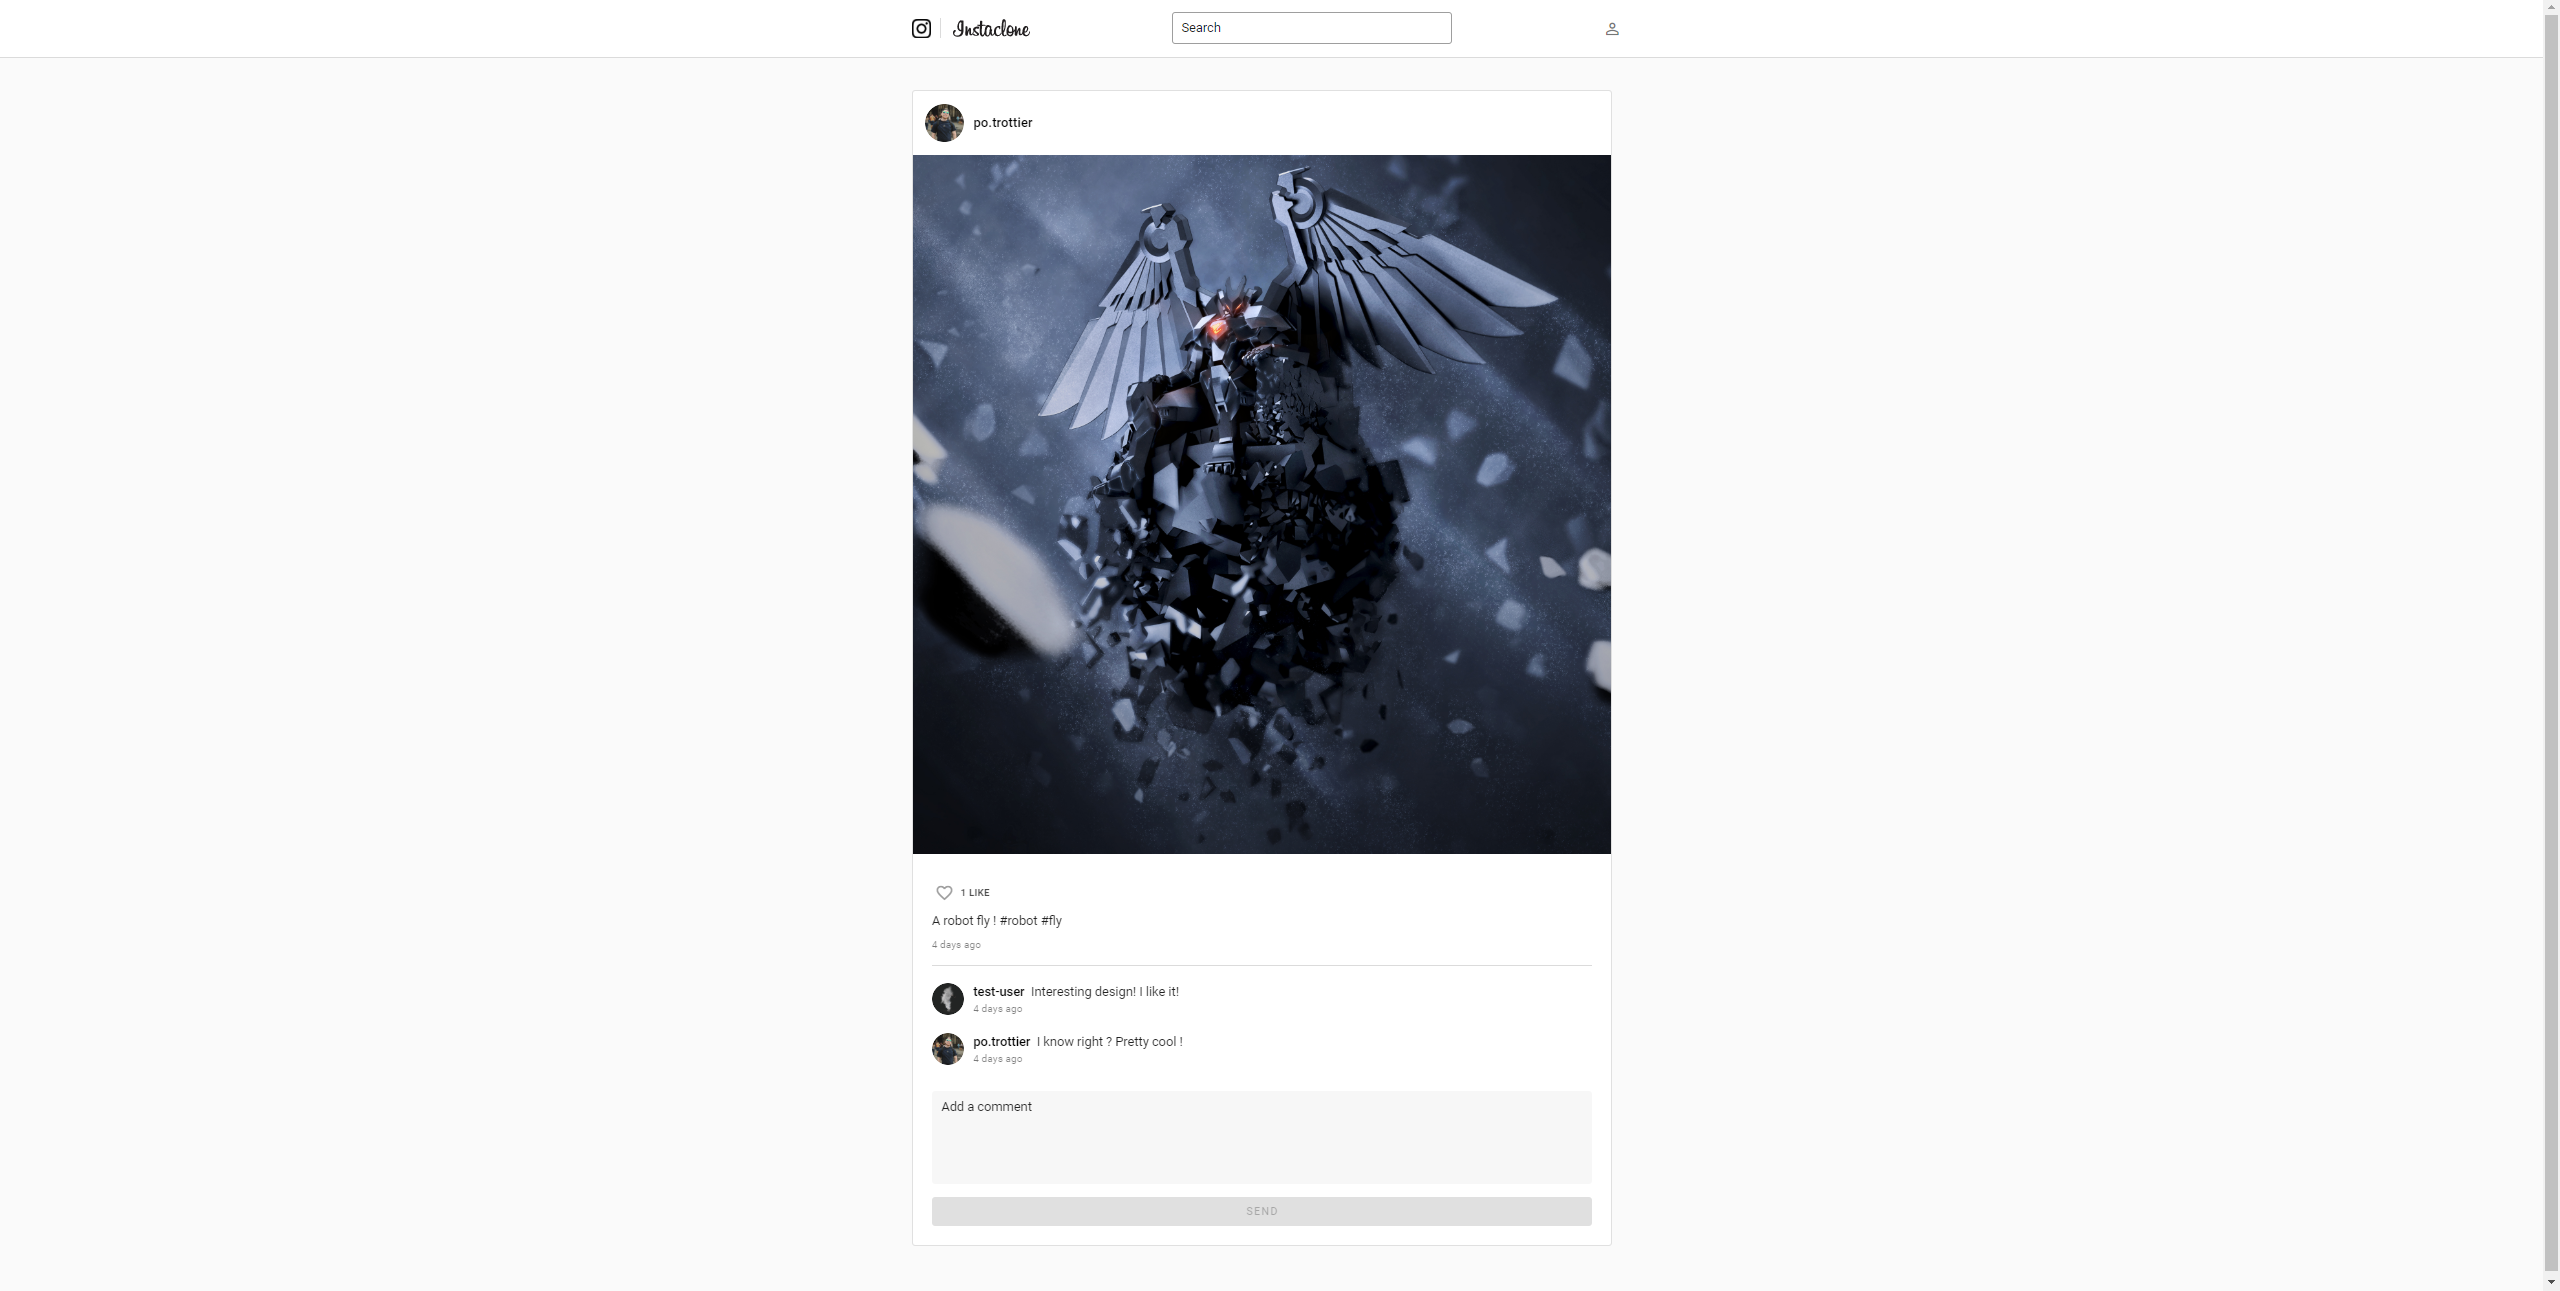 Instaclone
Search
po.trottier
1 LIKE
A robot fly ! #robot #fly
4 days ago
test-user Interesting design! I like it!
4 days ago
po.trottier I know right ? Pretty cool !
4 days ago
Add a comment
SEND